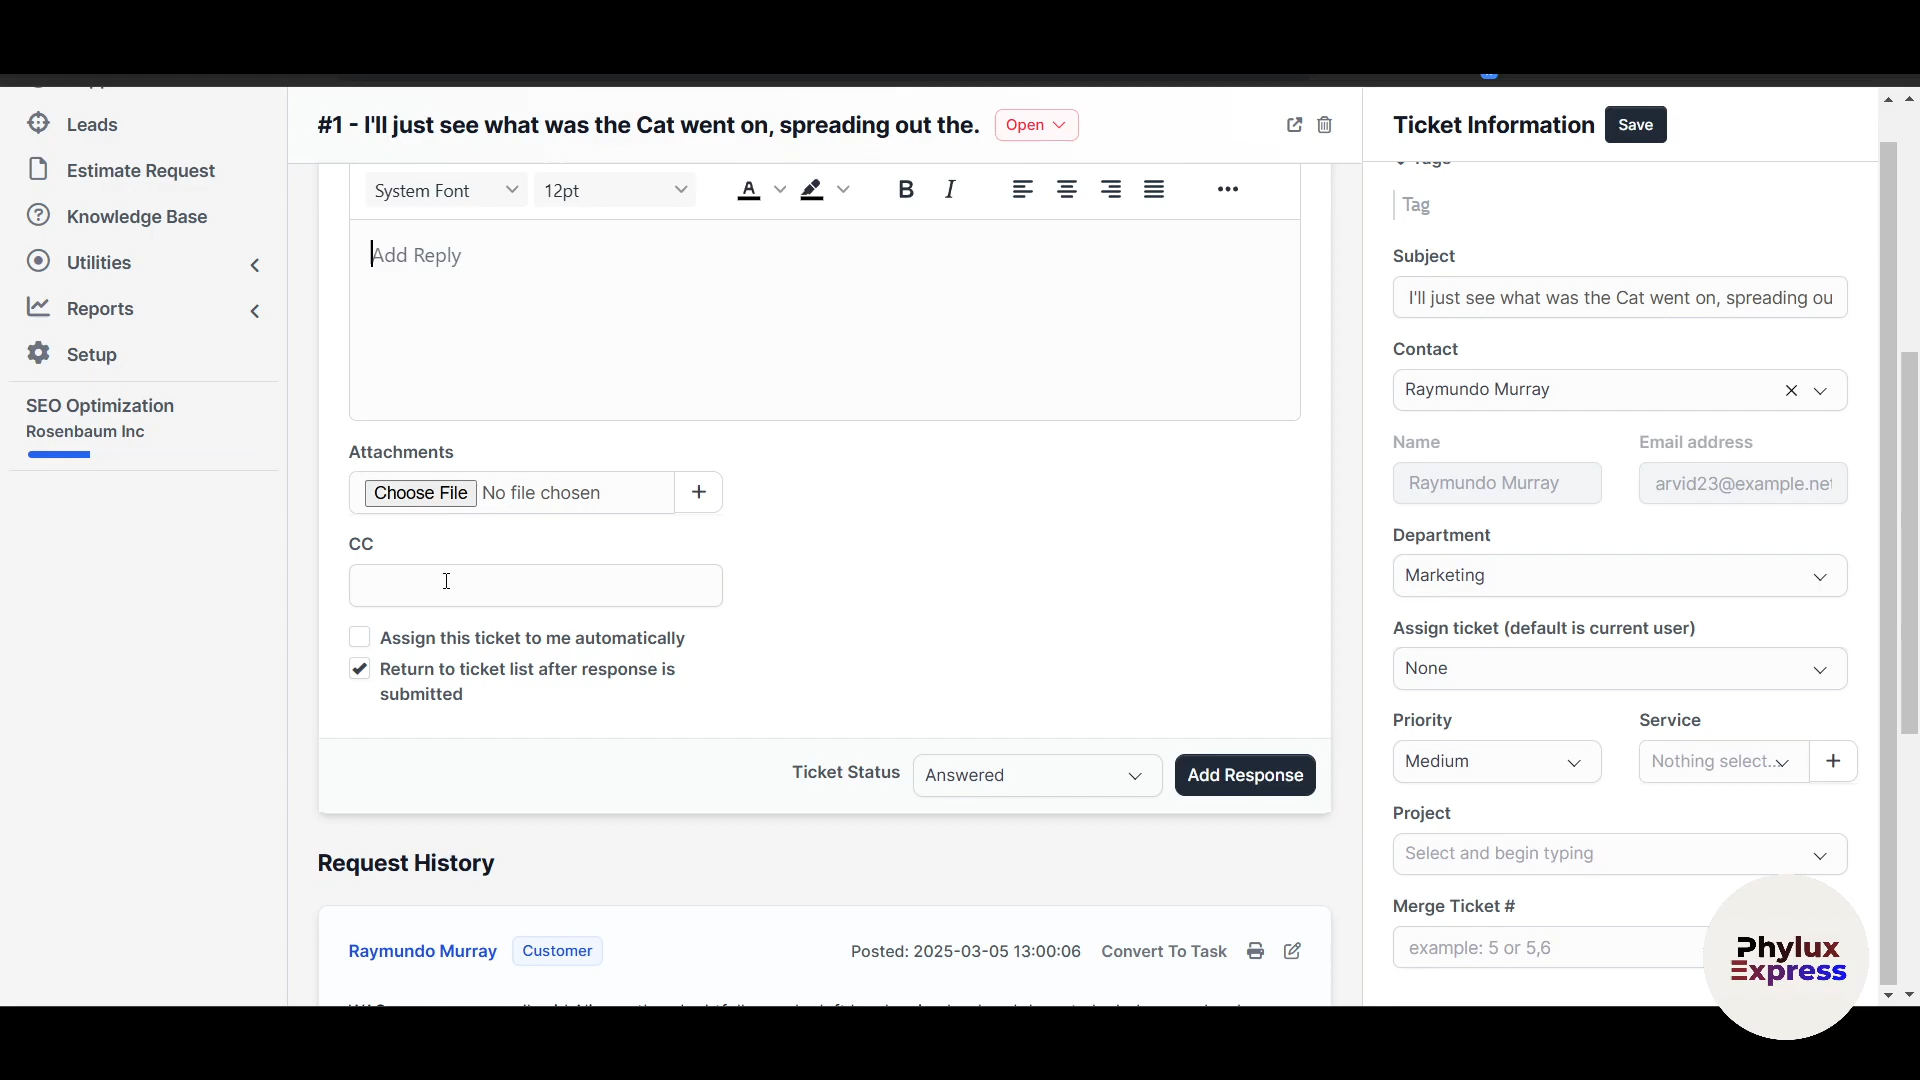 Leads
Estimate Request
Knowledge Base
Utilities
Reports
Setup
SEO Optimization
Rosenbaum Inc
#1 - I'll just see what was the Cat went on, spreading out the.
Open
System Font
12pt
A
B
I
Add Reply
Attachments
Choose File No file chosen
+
CC
Assign this ticket to me automatically
Return to ticket list after response is
submitted
Ticket Status
Answered
Add Response
Request History
Raymundo Murray
Customer
Posted: 2025-03-05 13:00:06
Convert To Task
Ticket Information
Save
Tags
Tag
Subject
I'll just see what was the Cat went on, spreading ou
Contact
Raymundo Murray
Name
Email address
Raymundo Murray
arvid23@example.net
Department
Marketing
Assign ticket (default is current user)
None
Priority
Service
Medium
Nothing select..
+
Project
Select and begin typing
Merge Ticket #
example: 5 or 5,6
Phylux
Express